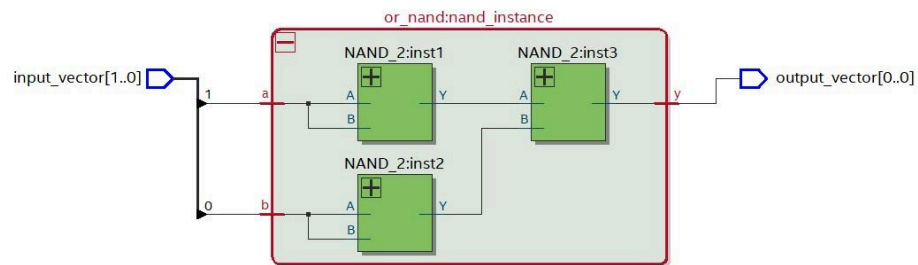 or_nand:nand_instance
NAND_2:inst1
NAND_2:inst3
input_vector[1..0]
output_vector[0..0]
1
a
A
Y
A
Y
y
B
B
NAND_2:inst2
0
b
A
Y
B